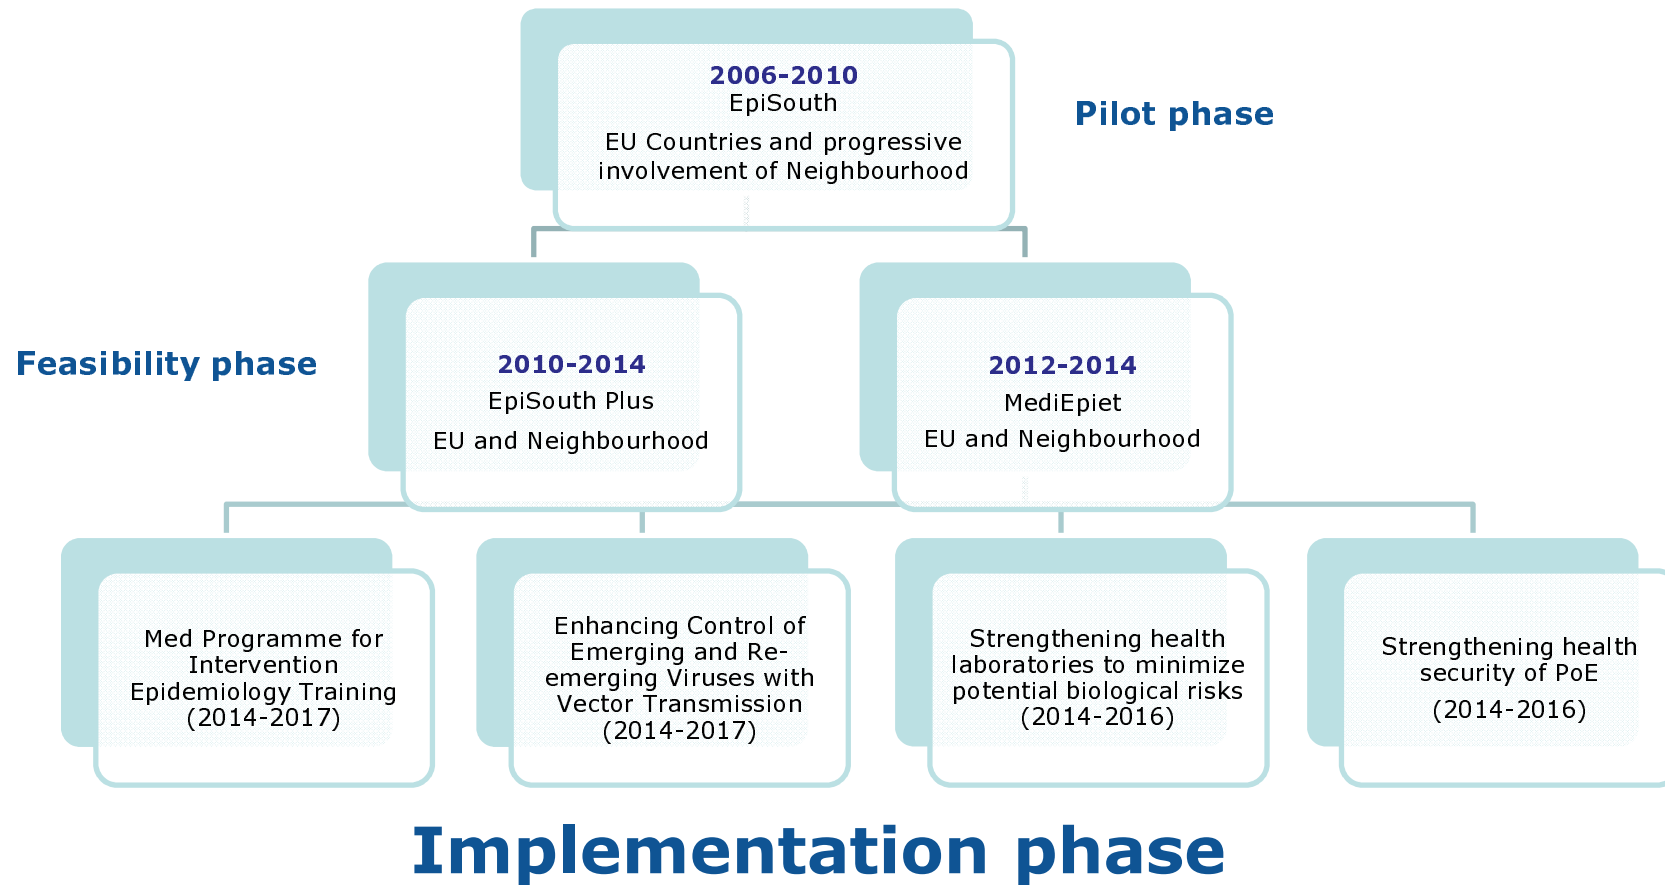 2006-2010
EpiSouth
EU Countries and progressive
involvement of Neighbourhood
Pilot phase
Feasibility phase
2010-2014
EpiSouth Plus
EU and Neighbourhood
2012-2014
MediEpiet
EU and Neighbourhood
Med Programme for
Intervention
Epidemiology Training
(2014-2017)
Enhancing Control of
Emerging and Re-
emerging Viruses with
Vector Transmission
(2014-2017)
Strengthening health
laboratories to minimize
potential biological risks
(2014-2016)
Strengthening health
security of PoE
(2014-2016)
Implementation phase